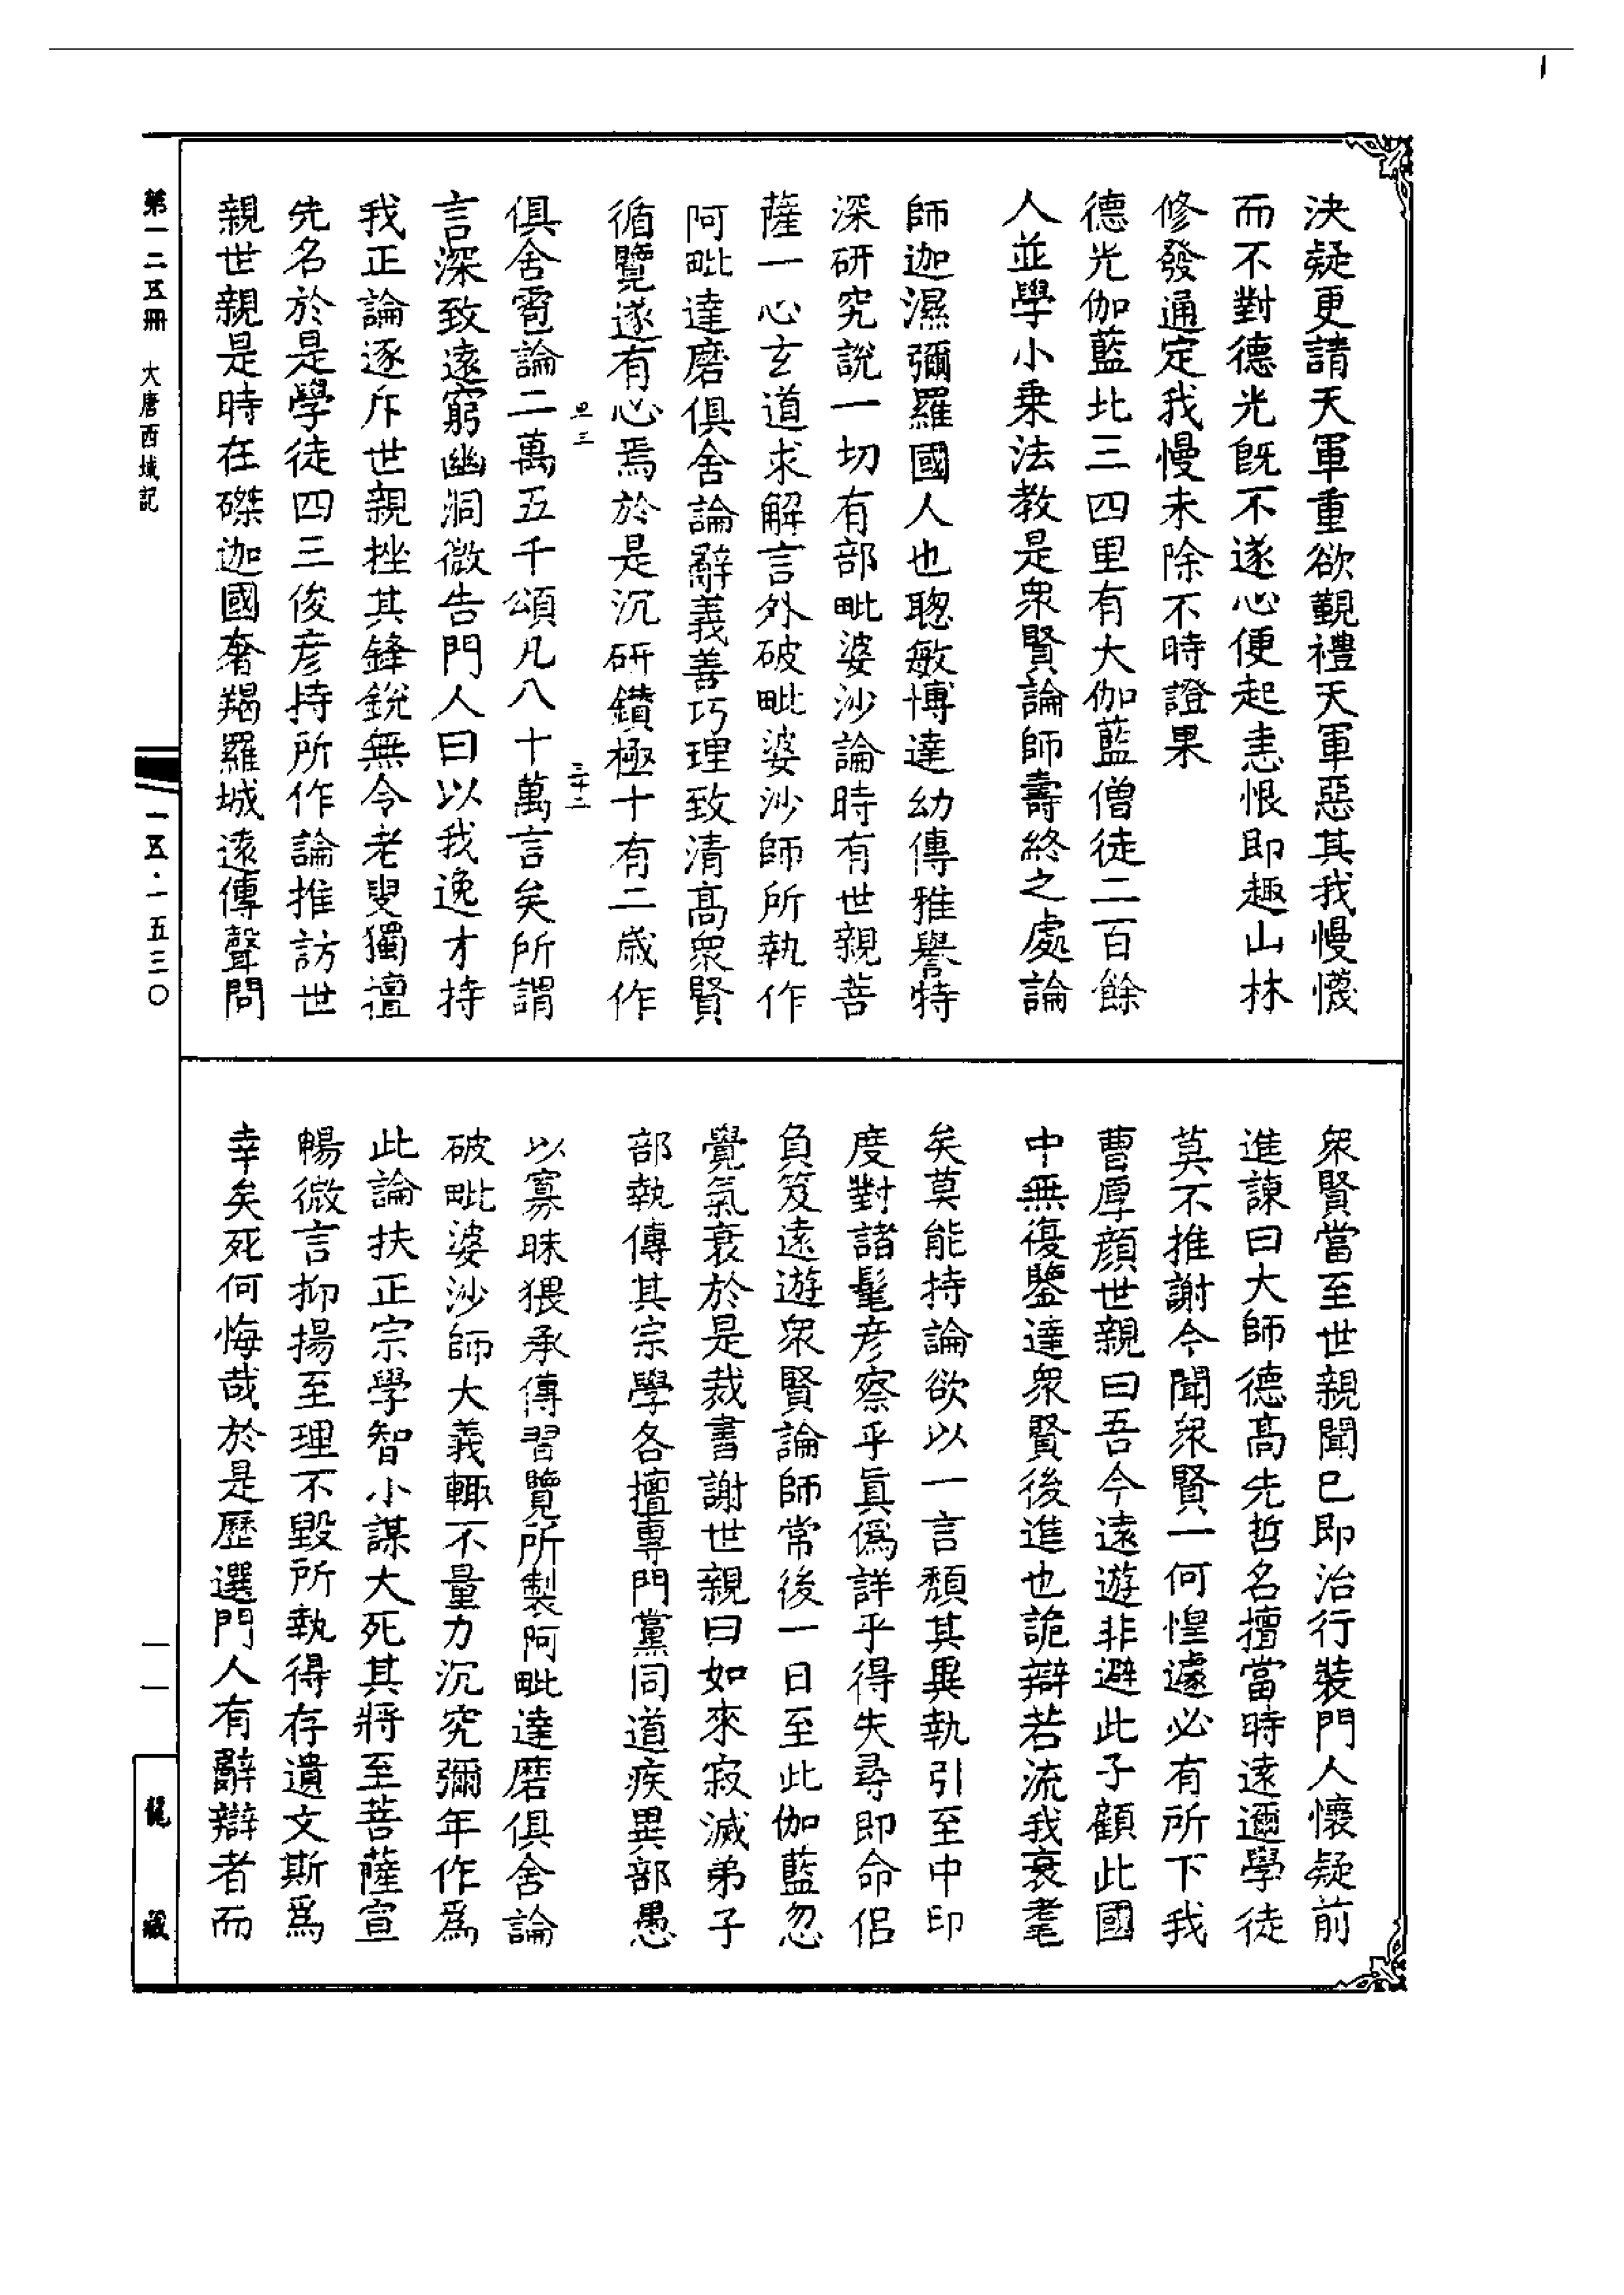 決疑更請天軍重欲覲禮天軍惡其我慢懱
而不對德光既不遂心便起恚恨即趣山林
修發通定我慢未除不時證果
德光伽藍北三四里有大伽藍僧徒二百餘
人並學小乗法教是衆賢論師壽終之處論
師迦濕彌羅國人也聰敏博達幼傳雅譽特
深研究說一切有部毗婆沙論時有世親菩
薩一心玄道求解言外破毗婆沙師所執作
阿毗達磨俱舍論辭義善巧理致清髙衆賢
循覽遂有心焉於是沉研鑽極十有二歲作
三十二
俱舍雹論二萬五千頌凡八十萬言矣所謂
言深致遠窮幽洞微告門人曰以我逸才持
我正論逐斥世親挫其鋒銳無令老叟獨擅
先名於是學徒四三俊彥持所作論推訪世
親世親是時在磔迦國奢羯羅城遠傳聲問
衆賢當至世親聞已即治行裝門人懷疑前
進諫曰大師德髙先哲名擅當時遠邇學徒
莫不推謝今聞衆賢一何惶遽必有所下我
曹厚顏世親曰吾今遠遊非避此子顧此國
中無復鑒達衆賢後進也詭辯若流我衰耄
矣莫能持論欲以一言頹其異執引至中印
度對諸髦彥察乎眞僞詳乎得失尋即命侶
負笈遠遊衆賢論師常後一日至此伽藍忽
覺氣衰於是裁書謝世親曰如來寂滅弟子
部執傳其宗學各擅專門黨同道疾異部愚
以寡昧猥承傳習覽所製阿毗達磨俱舍論
破毗婆沙師大義輒不量力沉究彌年作爲
此論扶正宗學智小謀大死其將至菩薩宣
暢微言抑揚至理不毀所執得存遺文斯爲
幸矣死何悔哉於是歷選門人有辭辯者而
第一二五冊 大唐西域記
一五·一五三〇
一一
龍藏